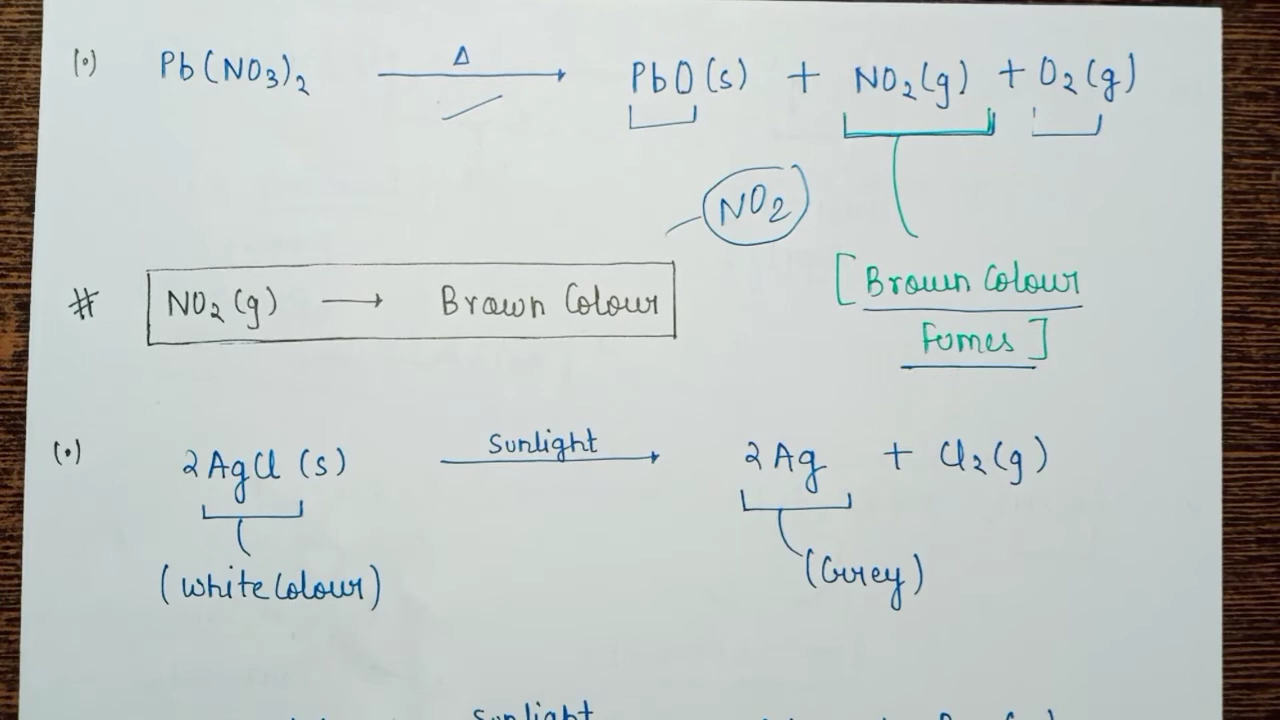 (•) Pb(NO3)2 Δ→ PbO(s) + NO2(g) + O2(g)
NO2
# NO2(g) → Brown Colour
[Brown Colour
Fumes]
(•) 2AgCl(s) Sunlight→ 2Ag + Cl2(g)
(White Colour) (Grey)
Sunlight